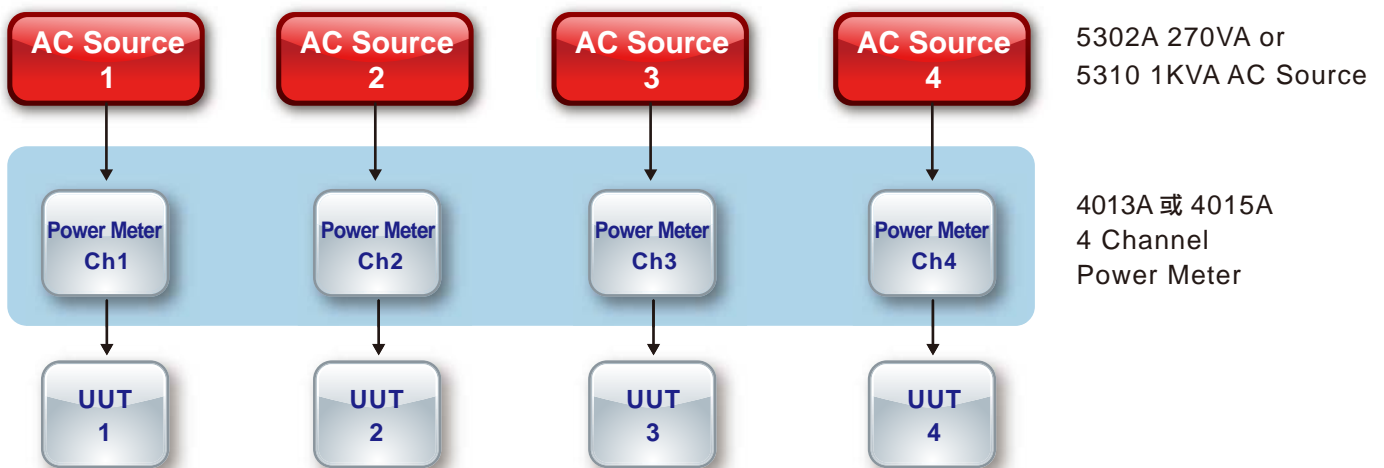 AC Source
1
AC Source
2
AC Source
3
AC Source
4
5302A 270VA or
5310 1KVA AC Source
Power Meter
Ch1
Power Meter
Ch2
Power Meter
Ch3
Power Meter
Ch4
4013A 或 4015A
4 Channel
Power Meter
UUT
1
UUT
2
UUT
3
UUT
4